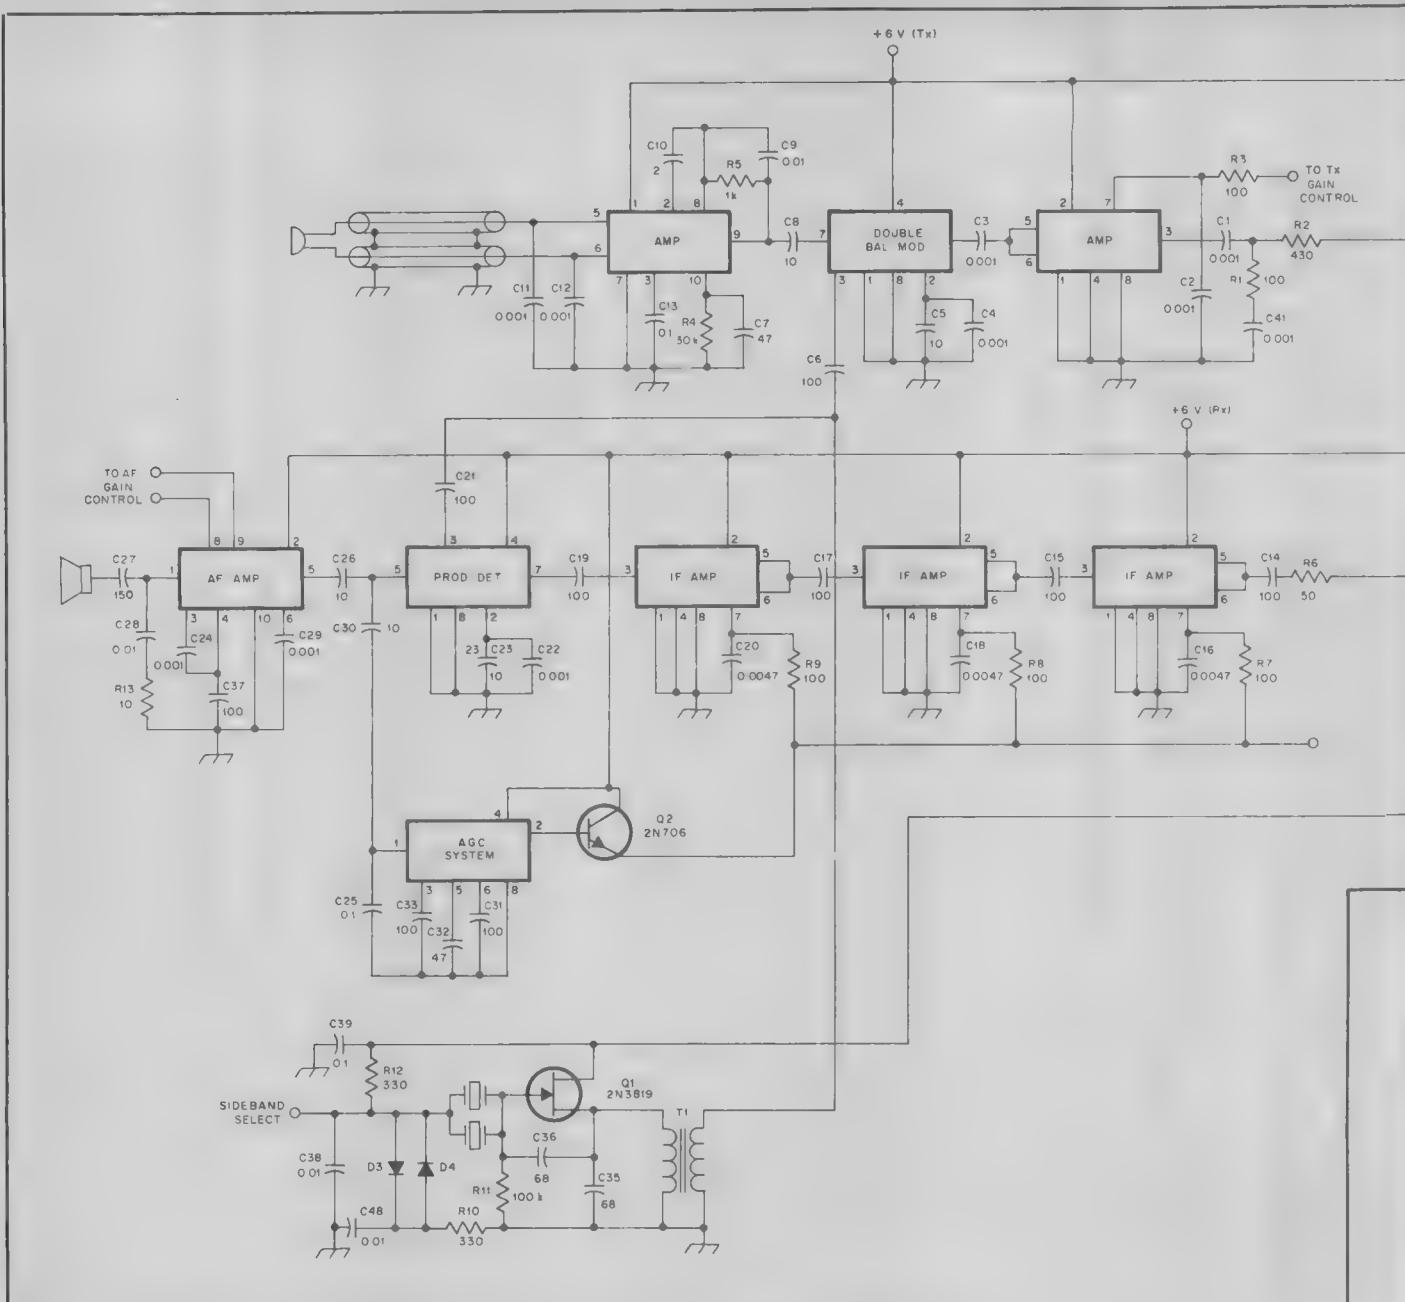 +6 V (Tx)
C10
2
C9
0.01
R5
1k
R3
100
TO TX
GAIN
CONTROL
1
2
8
4
2
7
5
AMP
9
C8
10
7
DOUBLE
BAL MOD
C3
0.001
5
AMP
3
C1
0.001
R2
430
6
6
7
3
10
3
1
8
2
1
4
8
C2
0.001
R1
100
C11
0.001
C12
0.001
C13
0.1
R4
30k
C7
47
C5
10
C4
0.001
C41
0.001
C6
100
+6 V (Rx)
TO AF
GAIN
CONTROL
C21
100
8
9
2
3
4
2
2
2
C27
150
1
AF AMP
5
C26
10
5
PROD DET
7
C19
100
3
IF AMP
5
6
C17
100
3
IF AMP
5
6
C15
100
3
IF AMP
5
6
C14
100
R6
50
3
4
10
6
1
8
2
1
4
8
7
1
4
8
7
1
4
8
7
C28
0.01
C24
0.001
C29
0.001
C30
10
23
C23
10
C22
0.001
C20
0.0047
R9
100
C18
0.0047
R8
100
C16
0.0047
R7
100
R13
10
C37
100
4
Q2
2N706
1
AGC
SYSTEM
2
3
5
6
8
C25
0.1
C33
100
C32
47
C31
100
C39
0.1
R12
330
Q1
2N3819
SIDEBAND
SELECT
T1
C38
0.01
D3
D4
C36
68
R11
100 k
C35
68
C48
0.01
R10
330